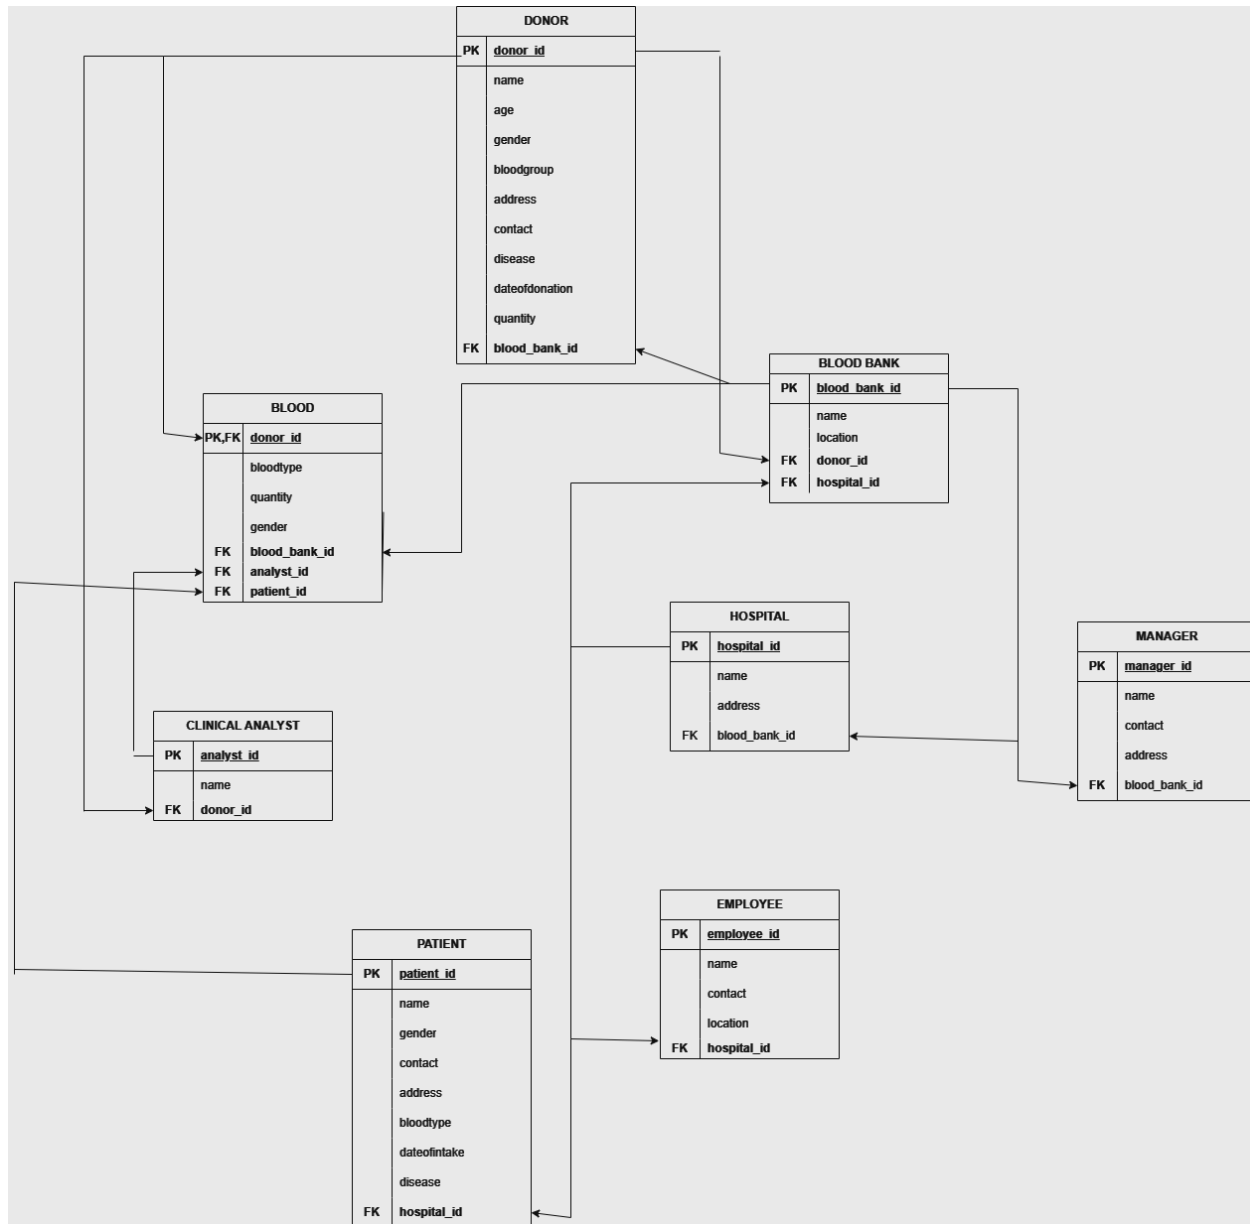 DONOR
PK donor_id
name
age
gender
bloodgroup
address
contact
disease
dateofdonation
quantity
FK blood_bank_id
BLOOD BANK
PK blood_bank_id
name
location
FK donor_id
FK hospital_id
BLOOD
PK,FK donor_id
bloodtype
quantity
gender
FK blood_bank_id
FK analyst_id
FK patient_id
HOSPITAL
PK hospital_id
name
address
FK blood_bank_id
MANAGER
PK manager_id
name
contact
address
FK blood_bank_id
CLINICAL ANALYST
PK analyst_id
name
FK donor_id
EMPLOYEE
PK employee_id
name
contact
location
FK hospital_id
PATIENT
PK patient_id
name
gender
contact
address
bloodtype
dateofintake
disease
FK hospital_id